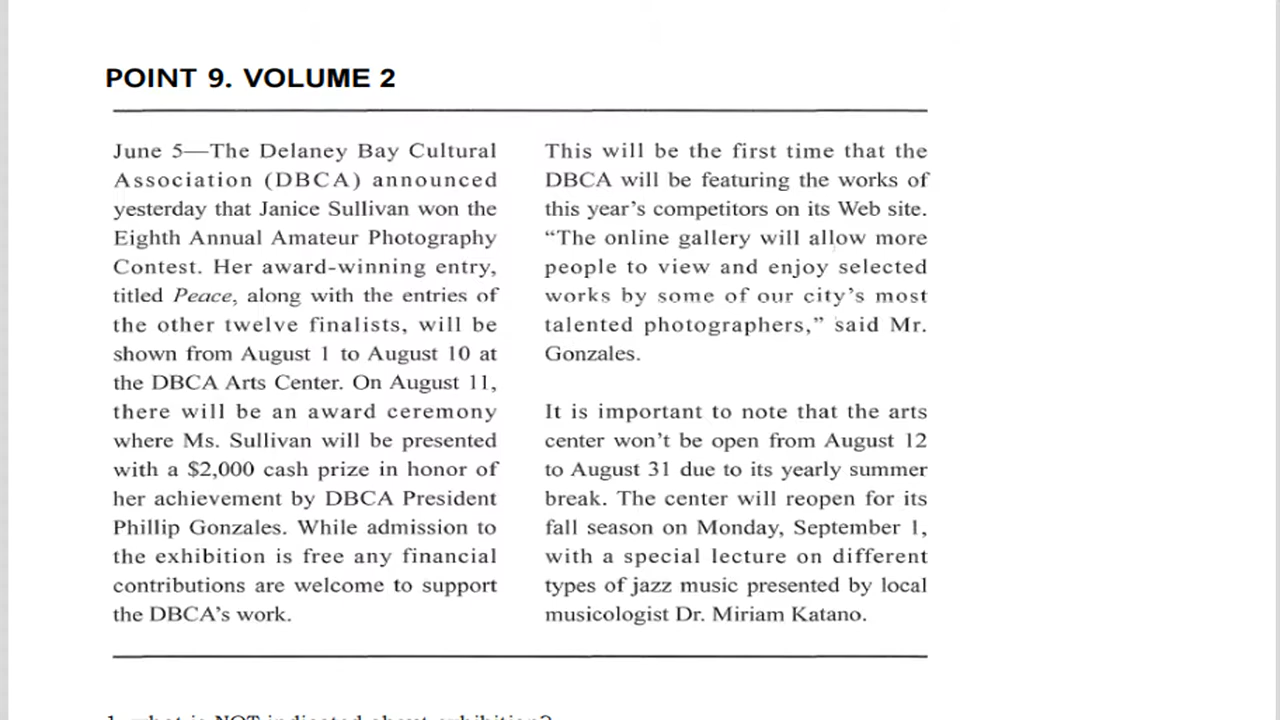 POINT 9. VOLUME 2
June 5—The Delaney Bay Cultural
Association (DBCA) announced
yesterday that Janice Sullivan won the
Eighth Annual Amateur Photography
Contest. Her award-winning entry,
titled Peace, along with the entries of
the other twelve finalists, will be
shown from August 1 to August 10 at
the DBCA Arts Center. On August 11,
there will be an award ceremony
where Ms. Sullivan will be presented
with a $2,000 cash prize in honor of
her achievement by DBCA President
Phillip Gonzales. While admission to
the exhibition is free any financial
contributions are welcome to support
the DBCA's work.
This will be the first time that the
DBCA will be featuring the works of
this year's competitors on its Web site.
“The online gallery will allow more
people to view and enjoy selected
works by some of our city's most
talented photographers,” said Mr.
Gonzales.
It is important to note that the arts
center won't be open from August 12
to August 31 due to its yearly summer
break. The center will reopen for its
fall season on Monday, September 1,
with a special lecture on different
types of jazz music presented by local
musicologist Dr. Miriam Katano.
1. what is NOT indicated about exhibition?